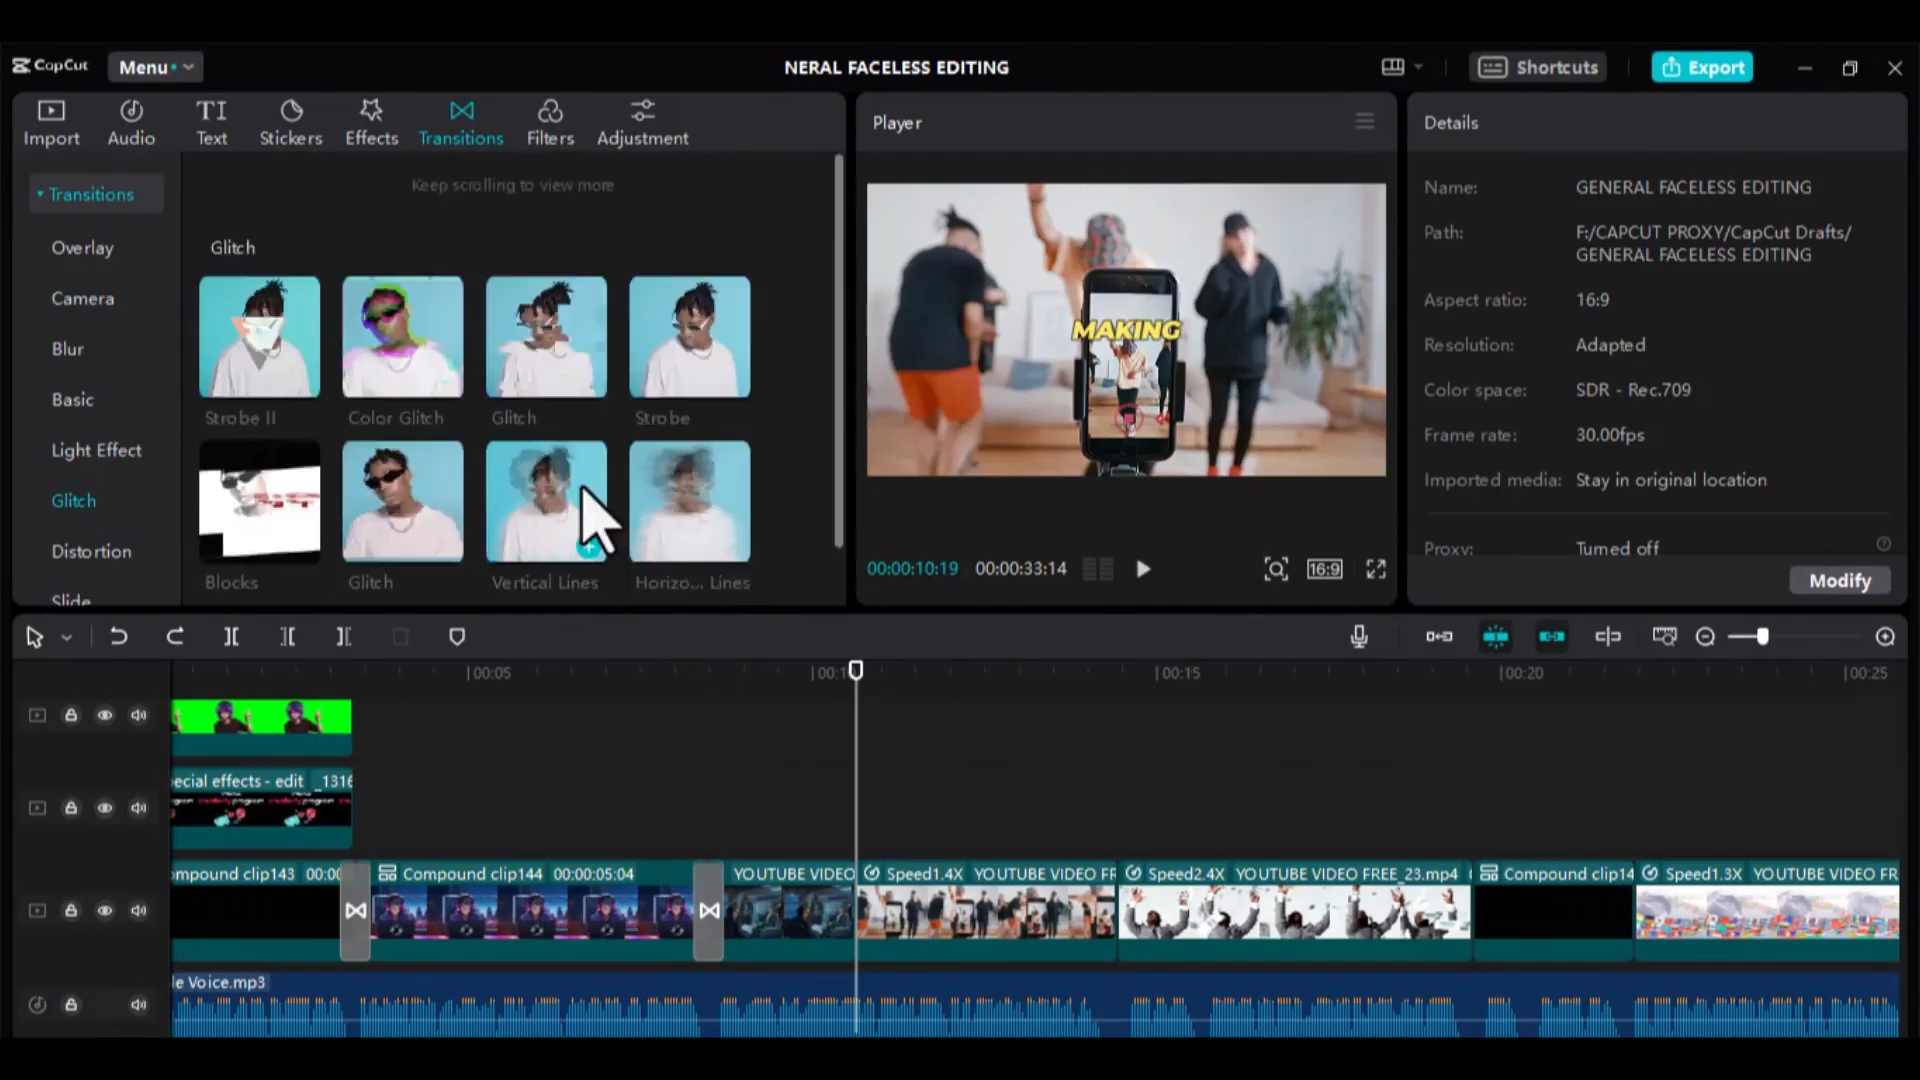 CapCut
Menu
NERAL FACELESS EDITING
Shortcuts
Export
Import
Audio
TI
Text
Stickers
Effects
Transitions
Filters
Adjustment
Transitions
Overlay
Camera
Blur
Basic
Light Effect
Glitch
Distortion
Slide
Keep scrolling to view more
Glitch
Strobe II
Color Glitch
Glitch
Strobe
Blocks
Glitch
Vertical Lines
Horizo... Lines
Player
MAKING
00:00:10:19
00:00:33:14
16:9
Details
Name: GENERAL FACELESS EDITING
Path: F:/CAPCUT PROXY/CapCut Drafts/
GENERAL FACELESS EDITING
Aspect ratio: 16:9
Resolution: Adapted
Color space: SDR - Rec.709
Frame rate: 30.00fps
Imported media: Stay in original location
Proxy: Turned off
Modify
00:05
00:1
00:15
00:20
00:25
ecial effects - edit _1316
ompound clip143 00:00
Compound clip144 00:00:05:04
YOUTUBE VIDEO
Speed1.4X YOUTUBE VIDEO FR
Speed2.4X YOUTUBE VIDEO FREE_23.mp4
Compound clip14
Speed1.3X YOUTUBE VIDEO FR
le Voice.mp3